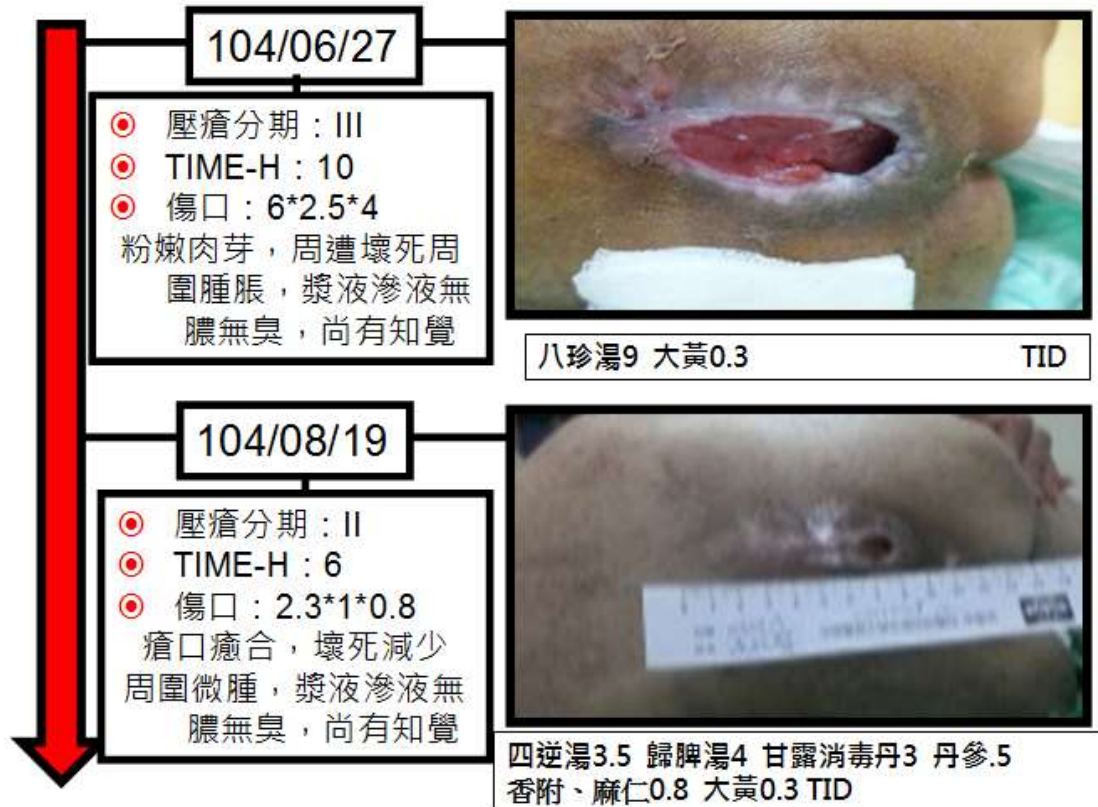 104/06/27
壓瘡分期：III
TIME-H：10
傷口：6*2.5*4
粉嫩肉芽，周遭壞死周
圍腫脹，漿液滲液無
膿無臭，尚有知覺
八珍湯9 大黃0.3 TID
104/08/19
壓瘡分期：II
TIME-H：6
傷口：2.3*1*0.8
瘡口癒合，壞死減少
周圍微腫，漿液滲液無
膿無臭，尚有知覺
四逆湯3.5 歸脾湯4 甘露消毒丹3 丹參.5
香附、麻仁0.8 大黃0.3 TID